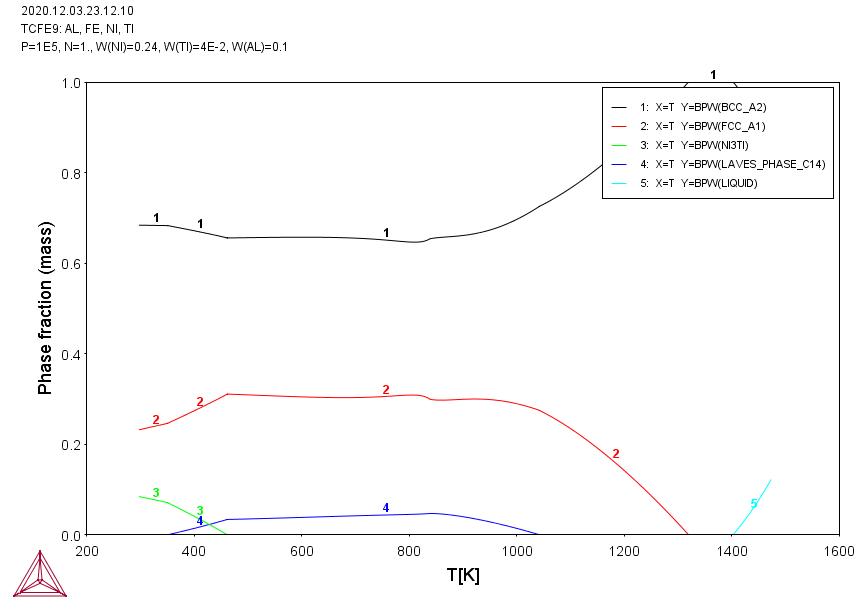 2020.12.03.23.12.10
TCFE9: AL, FE, NI, TI
P=1E5, N=1., W(NI)=0.24, W(TI)=4E-2, W(AL)=0.1
1
1.0
1: X=T Y=BPW(BCC_A2)
2: X=T Y=BPW(FCC_A1)
3: X=T Y=BPW(NI3TI)
4: X=T Y=BPW(LAVES_PHASE_C14)
5: X=T Y=BPW(LIQUID)
0.8
1 1 1
0.6
Phase fraction (mass)
0.4
2 2 2
2
0.2
3 3 4 4 5
0.0
200 400 600 800 1000 1200 1400 1600
T[K]